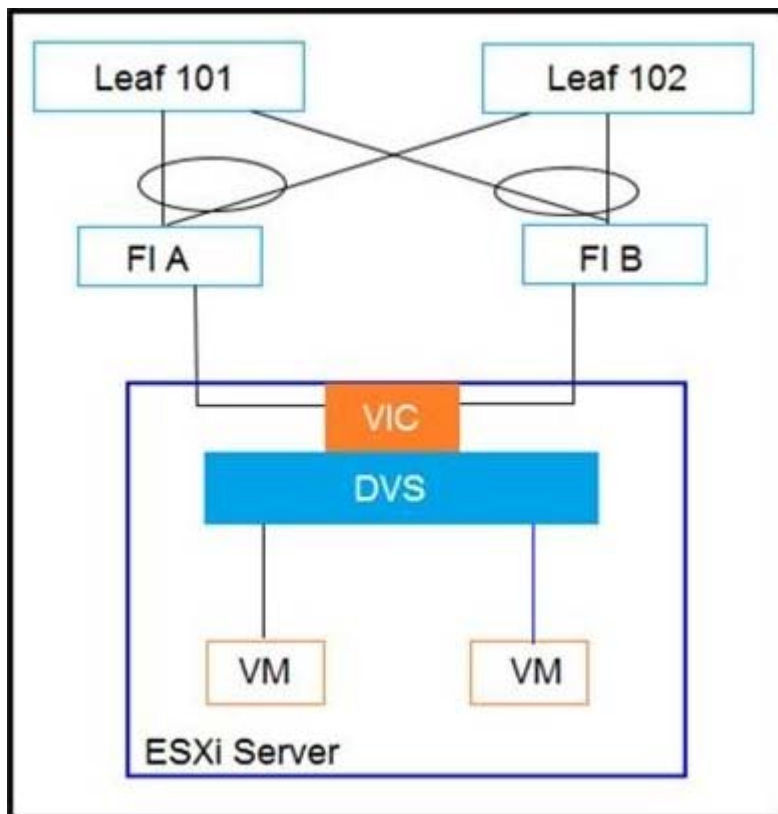 Leaf 101
Leaf 102
FI A
FI B
VIC
DVS
VM
VM
ESXi Server